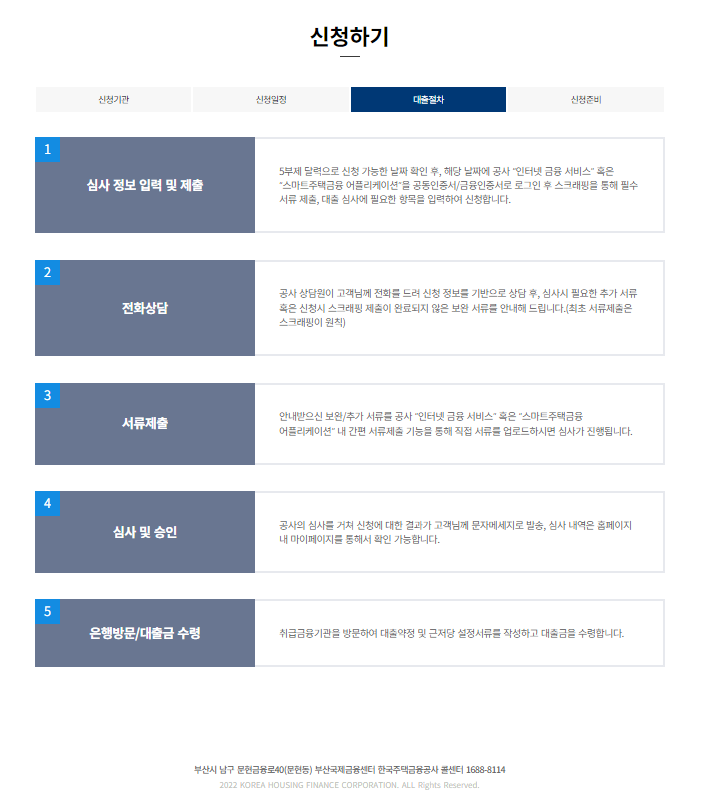 신청하기
신청기관
신청일정
대출절차
신청준비
1
심사 정보 입력 및 제출
5부제 달력으로 신청 가능한 날짜 확인 후, 해당 날짜에 공사 "인터넷 금융 서비스" 혹은
"스마트주택금융 어플리케이션"을 공동인증서/금융인증서로 로그인 후 스크래핑을 통해 필수
서류 제출, 대출 심사에 필요한 항목을 입력하여 신청합니다.
2
전화상담
공사 상담원이 고객님께 전화를 드려 신청 정보를 기반으로 상담 후, 심사시 필요한 추가 서류
혹은 신청시 스크래핑 제출이 완료되지 않은 보완 서류를 안내해 드립니다.(최초 서류제출은
스크래핑이 원칙)
3
서류제출
안내받으신 보완/추가 서류를 공사 "인터넷 금융 서비스" 혹은 "스마트주택금융
어플리케이션" 내 간편 서류제출 기능을 통해 직접 서류를 업로드하시면 심사가 진행됩니다.
4
심사 및 승인
공사의 심사를 거쳐 신청에 대한 결과가 고객님께 문자메세지로 발송, 심사 내역은 홈페이지
내 마이페이지를 통해서 확인 가능합니다.
5
은행방문/대출금 수령
취급금융기관을 방문하여 대출약정 및 근저당 설정서류를 작성하고 대출금을 수령합니다.
부산시 남구 문현금융로40(문현동) 부산국제금융센터 한국주택금융공사 콜센터 1688-8114
2022 KOREA HOUSING FINANCE CORPORATION. ALL Rights Reserved.